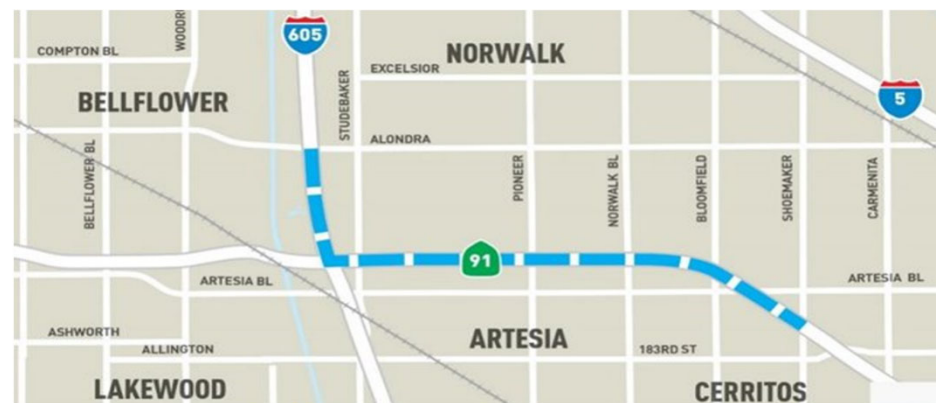 605
WOODR
COMPTON BL
NORWALK
EXCELSIOR
STUDEBAKER
5
BELLFLOWER
ALONDRA
BELLFLOWER BL
PIONEER
NORWALK BL
BLOOMFIELD
SHOEMAKER
CARMENITA
91
ARTESIA BL
ARTESIA BL
ASHWORTH
ARTESIA
ALLINGTON
183RD ST
LAKEWOOD
CERRITOS